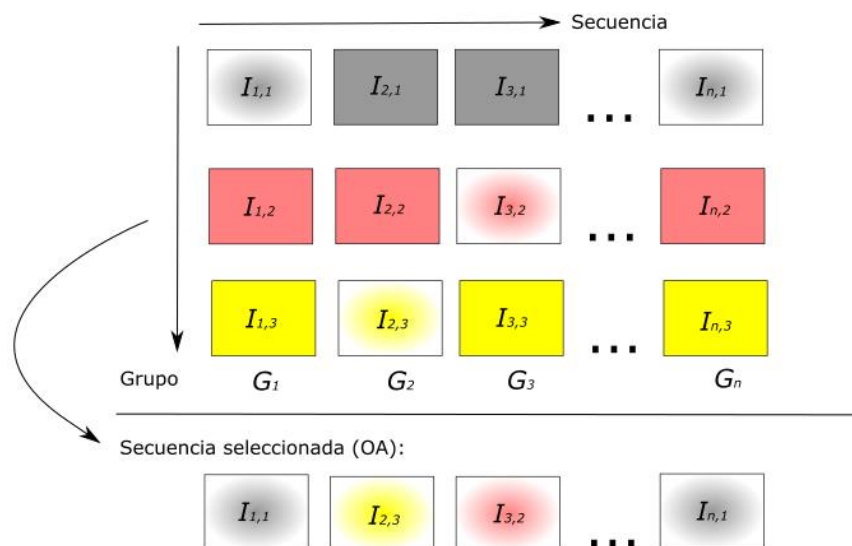 Secuencia
I1,1 I2,1 I3,1 ... In,1
I1,2 I2,2 I3,2 ... In,2
I1,3 I2,3 I3,3 ... In,3
Grupo G1 G2 G3 Gn
Secuencia seleccionada (OA):
I1,1 I2,3 I3,2 ... In,1